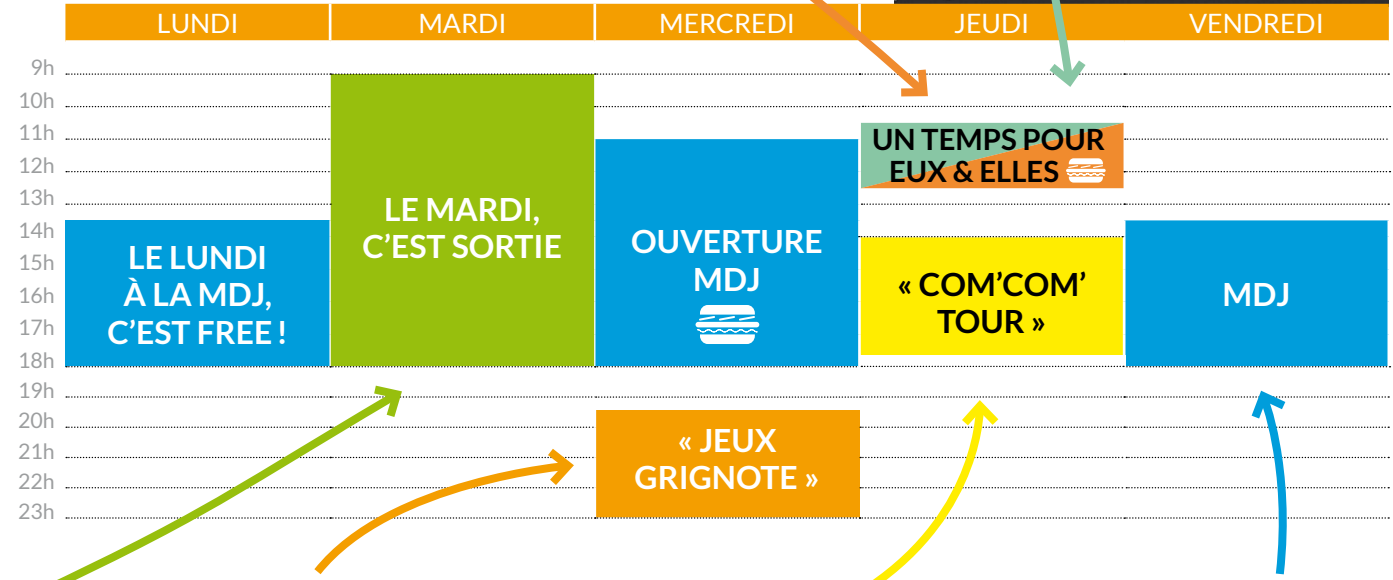 LUNDI MARDI MERCREDI JEUDI VENDREDI
9h
10h
11h
12h
13h
14h
15h
16h
17h
18h
19h
20h
21h
22h
23h
LE LUNDI
À LA MDJ,
C’EST FREE !
LE MARDI,
C’EST SORTIE
OUVERTURE
MDJ
« JEUX
GRIGNOTE »
UN TEMPS POUR
EUX & ELLES
« COM’COM’
TOUR »
MDJ